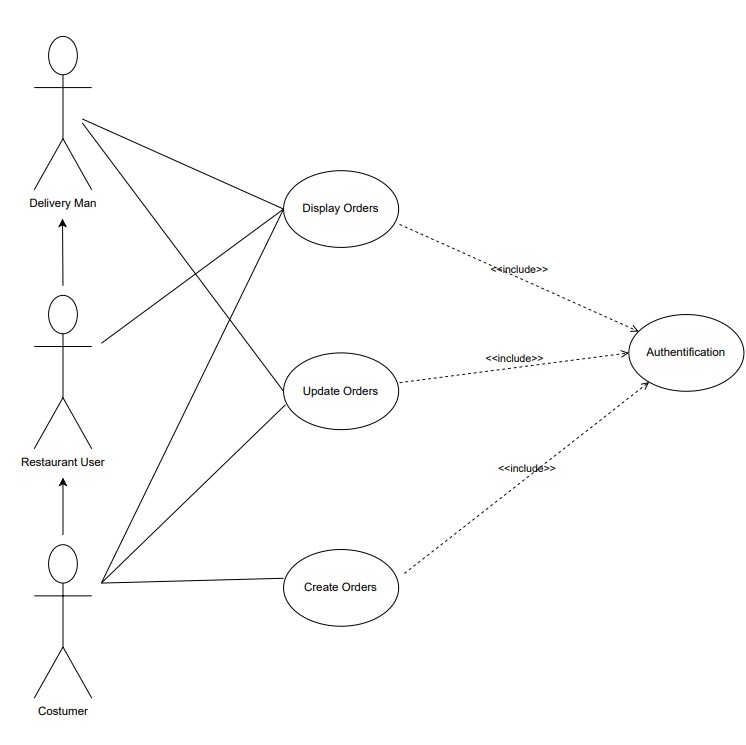 Delivery Man
Display Orders
<<include>>
Restaurant User
Update Orders
<<include>>
Authentification
<<include>>
Create Orders
Costumer